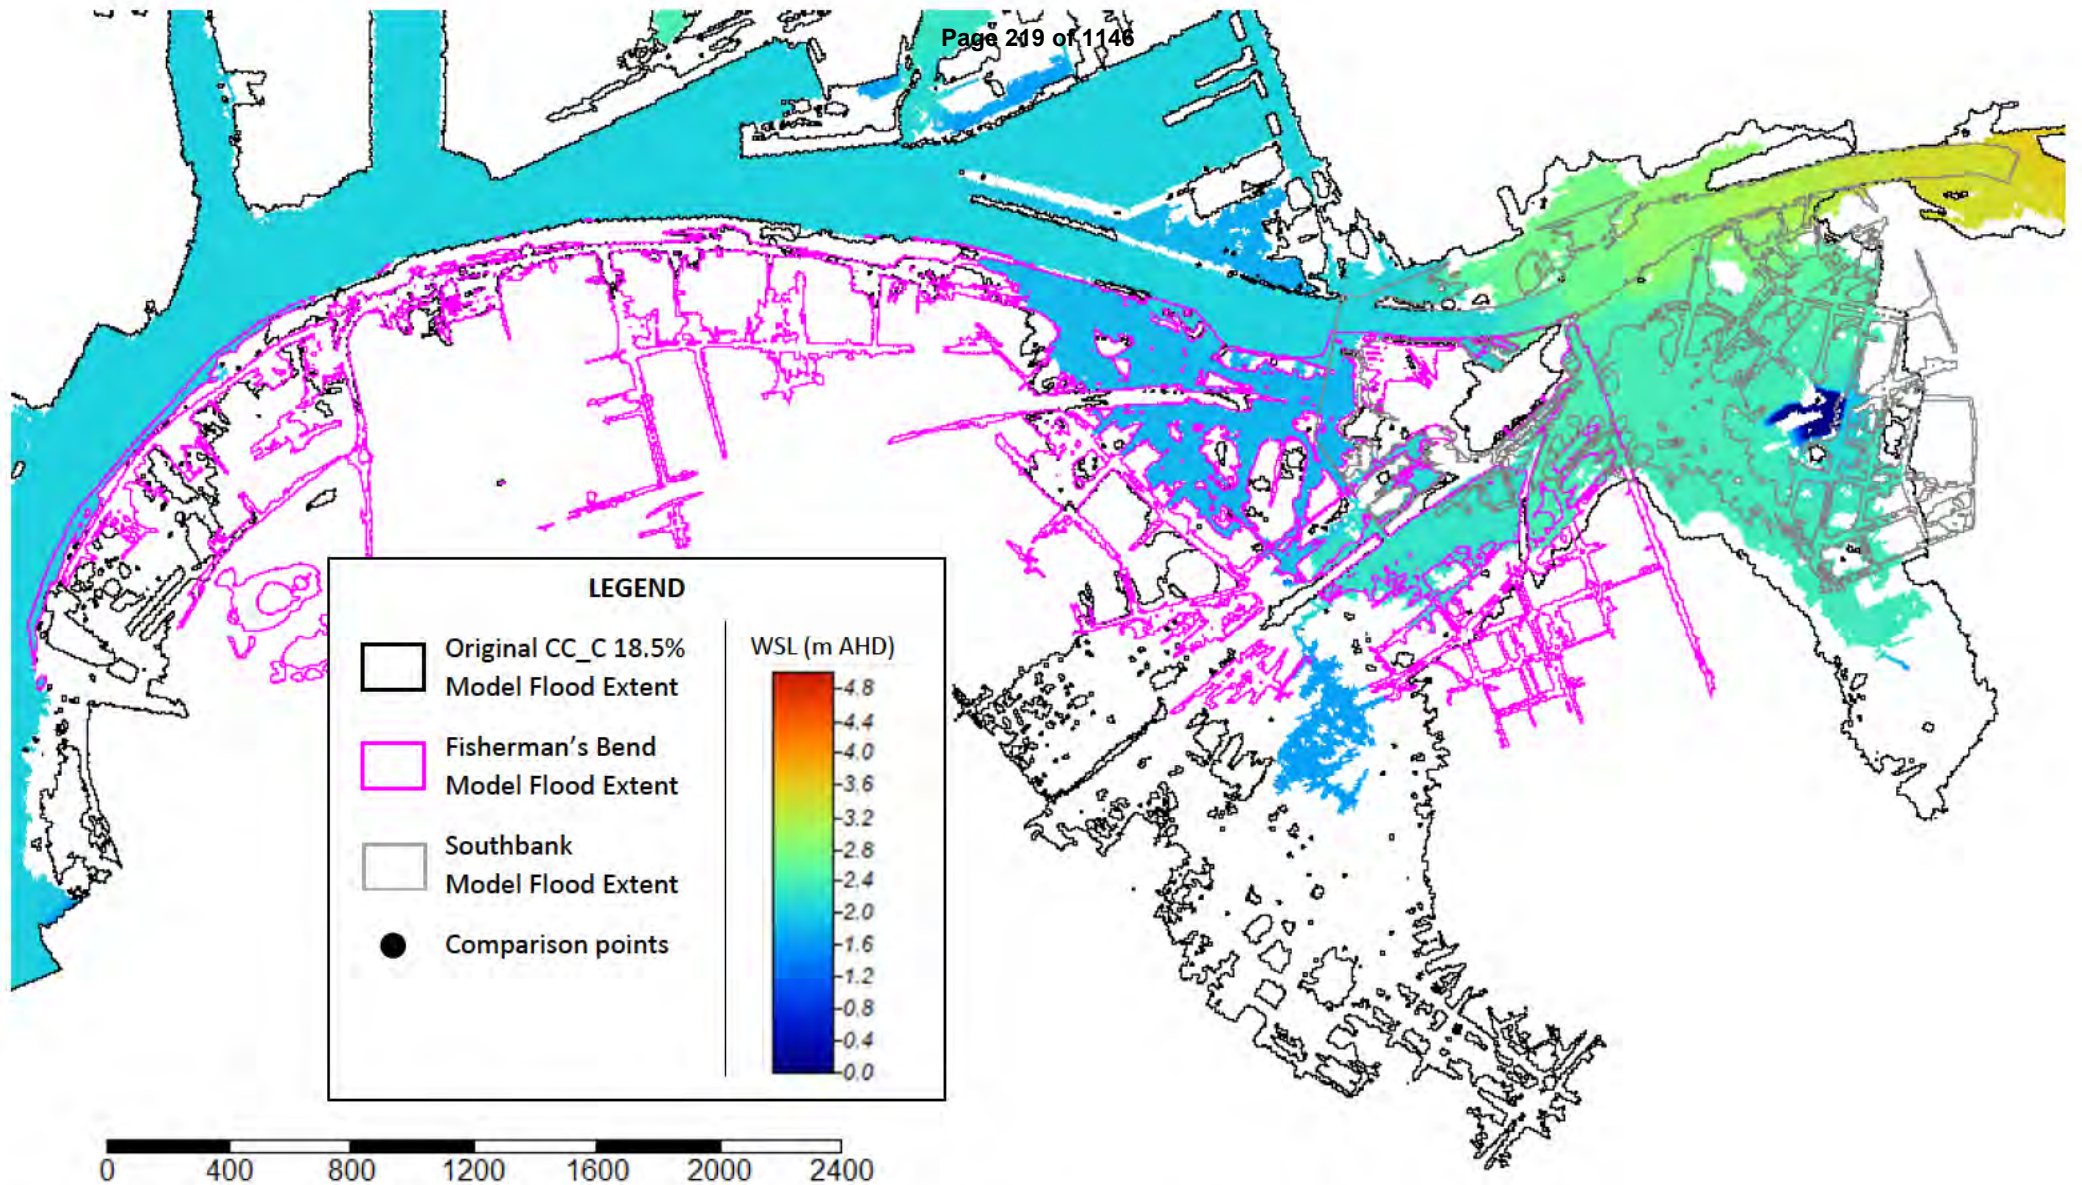 Page 219 of 1146
LEGEND
Original CC_C 18.5%
Model Flood Extent
Fisherman's Bend
Model Flood Extent
Southbank
Model Flood Extent
Comparison points
WSL (m AHD)
4.8
4.4
4.0
3.6
3.2
2.8
2.4
2.0
1.6
1.2
0.8
0.4
0.0
0 400 800 1200 1600 2000 2400